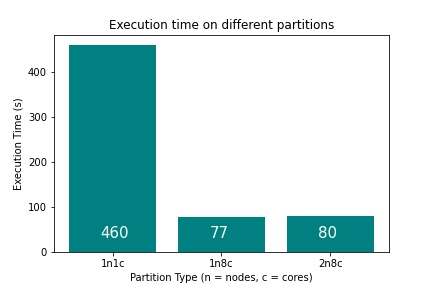 Execution time on different partitions
Execution Time (s)
400
300
200
100
0
460
77
80
1n1c
1n8c
2n8c
Partition Type (n = nodes, c = cores)